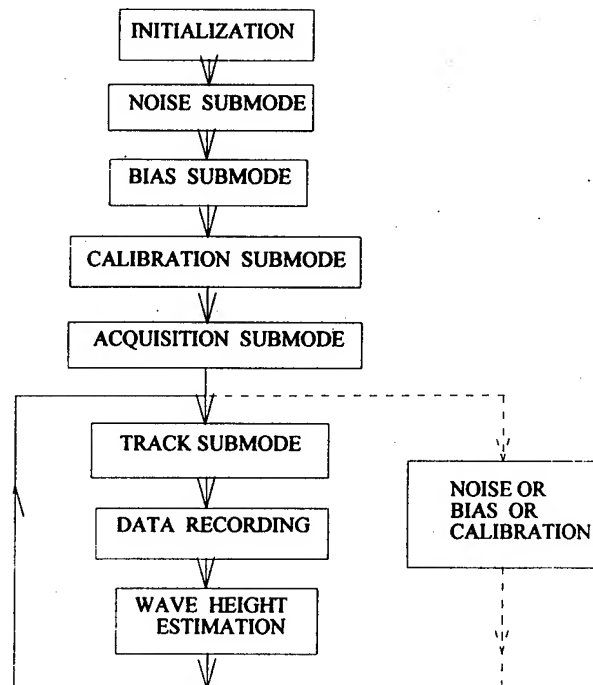 INITIALIZATION
NOISE SUBMODE
BIAS SUBMODE
CALIBRATION SUBMODE
ACQUISITION SUBMODE
TRACK SUBMODE
DATA RECORDING
WAVE HEIGHT
ESTIMATION
NOISE OR
BIAS OR
CALIBRATION